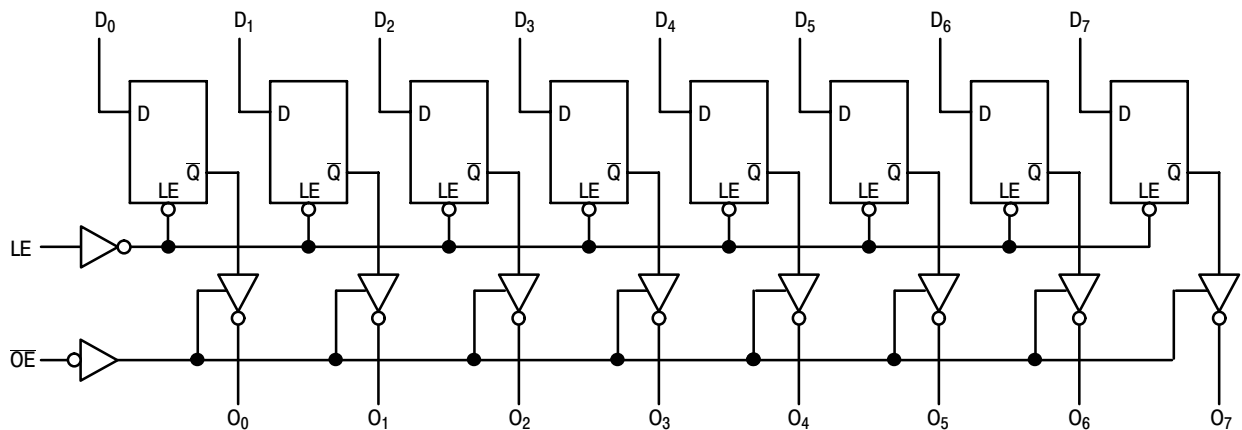 D₀ D₁ D₂ D₃ D₄ D₅ D₆ D₇
D D D D D D D D
Q̅ Q̅ Q̅ Q̅ Q̅ Q̅ Q̅ Q̅
LE LE LE LE LE LE LE LE
LE
O̅E̅
O₀ O₁ O₂ O₃ O₄ O₅ O₆ O₇